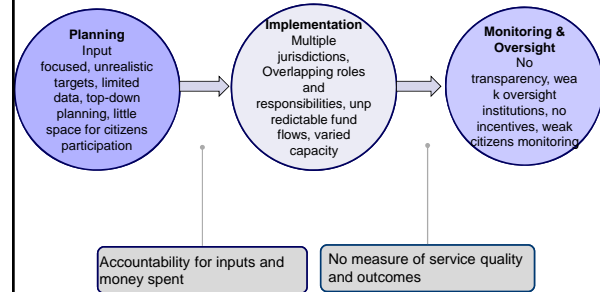 Planning
Input
focused, unrealistic
targets, limited
data, top-down
planning, little
space for citizens
participation
Implementation
Multiple
jurisdictions,
Overlapping roles
and
responsibilities, unp
redictable fund
flows, varied
capacity
Monitoring &
Oversight
No
transparency, wea
k oversight
institutions, no
incentives, weak
citizens monitoring
Accountability for inputs and
money spent
No measure of service quality
and outcomes